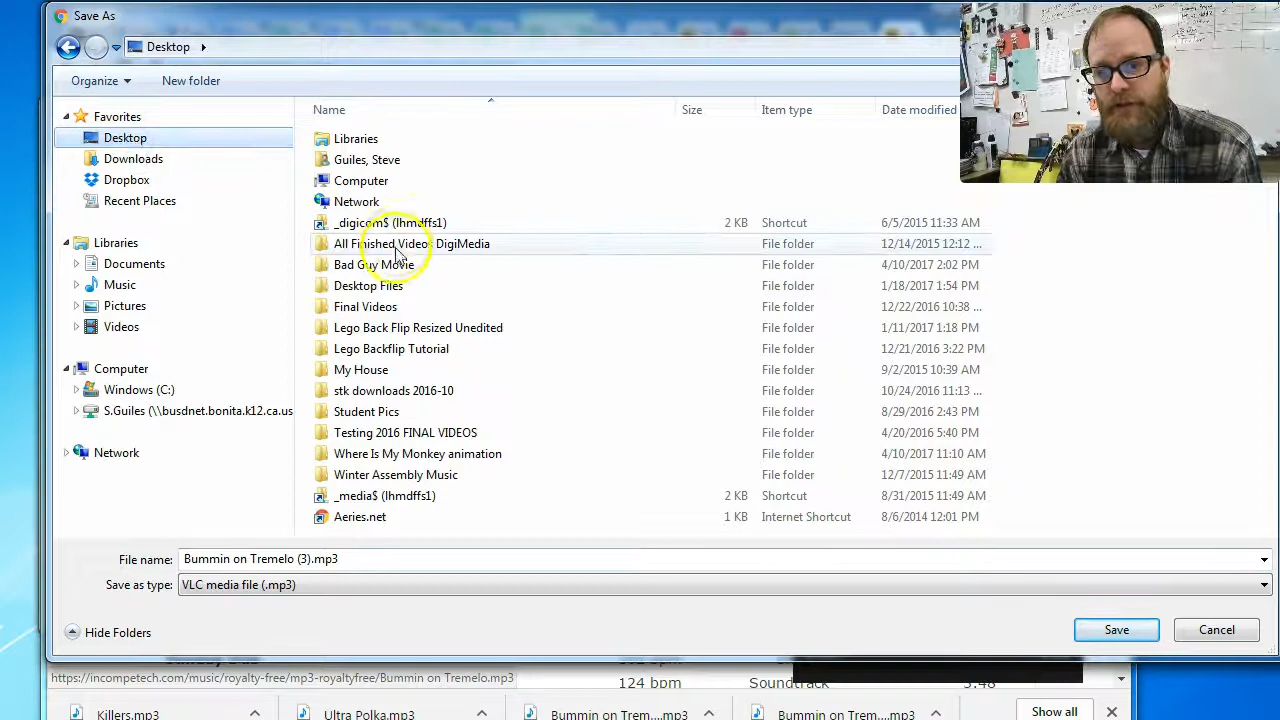 Save As
Desktop
Organize New folder
Favorites
Desktop
Downloads
Dropbox
Recent Places
Libraries
Documents
Music
Pictures
Videos
Computer
Windows (C:)
S.Guiles (\\busdnet.bonita.k12.ca.us
Network
Name Size Item type Date modified
Libraries
Steve
Computer
Network
_digicom$ (lhmdffs1) 2 KB Shortcut 6/5/2015 11:33 AM
All Finished Videos DigiMedia File folder 12/14/2015 12:12 ...
Bad Guy Movie File folder 4/10/2017 2:02 PM
Desktop Files File folder 1/18/2017 1:54 PM
Final Videos File folder 12/22/2016 10:38 ...
Lego Back Flip Resized Unedited File folder 1/11/2017 1:18 PM
Lego Backflip Tutorial File folder 12/21/2016 3:22 PM
My House File folder 9/2/2015 10:39 AM
stk downloads 2016-10 File folder 10/24/2016 11:13 ...
Student Pics File folder 8/29/2016 2:43 PM
Testing 2016 FINAL VIDEOS File folder 4/20/2016 5:40 PM
Where Is My Monkey animation File folder 4/10/2017 11:10 AM
Winter Assembly Music File folder 12/7/2015 11:49 AM
_media$ (lhmdffs1) 2 KB Shortcut 8/31/2015 11:49 AM
Aeries.net 1 KB Internet Shortcut 8/6/2014 12:01 PM
File name: Bummin on Tremelo (3).mp3
Save as type: VLC media file (.mp3)
Hide Folders Save Cancel
https://incompetech.com/music/royalty-free/mp3-royaltyfree/Bummin on Tremelo.mp3
124 bpm Soundtrack
Killers.mp3 Ultra Polka.mp3 Bummin on Trem....mp3 Bummin on Trem....mp3 Show all